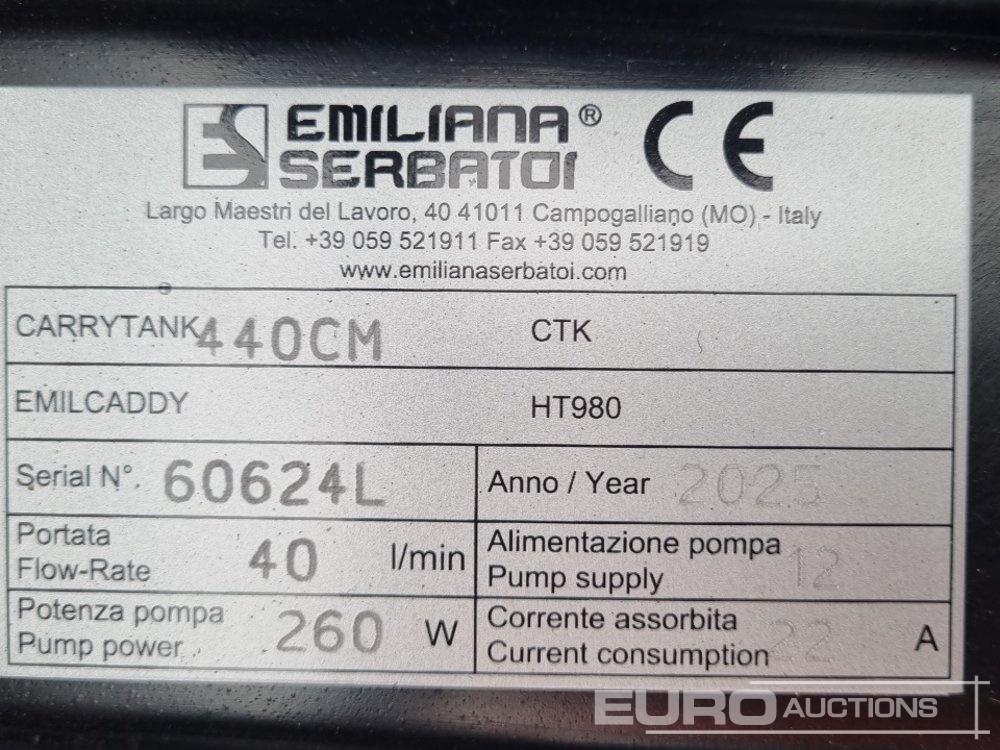 EMILIANA®
SERBATOI
CE
Largo Maestri del Lavoro, 40 41011 Campogalliano (MO) - Italy
Tel. +39 059 521911 Fax +39 059 521919
www.emilianaserbatoi.com
CARRYTANK 440CM CTK
EMILCADDY HT980
Serial N°. 60624L Anno / Year 2025
Portata
Flow-Rate 40 l/min
Alimentazione pompa
Pump supply 12
Potenza pompa
Pump power 260 W
Corrente assorbita
Current consumption 22 A
EURO AUCTIONS